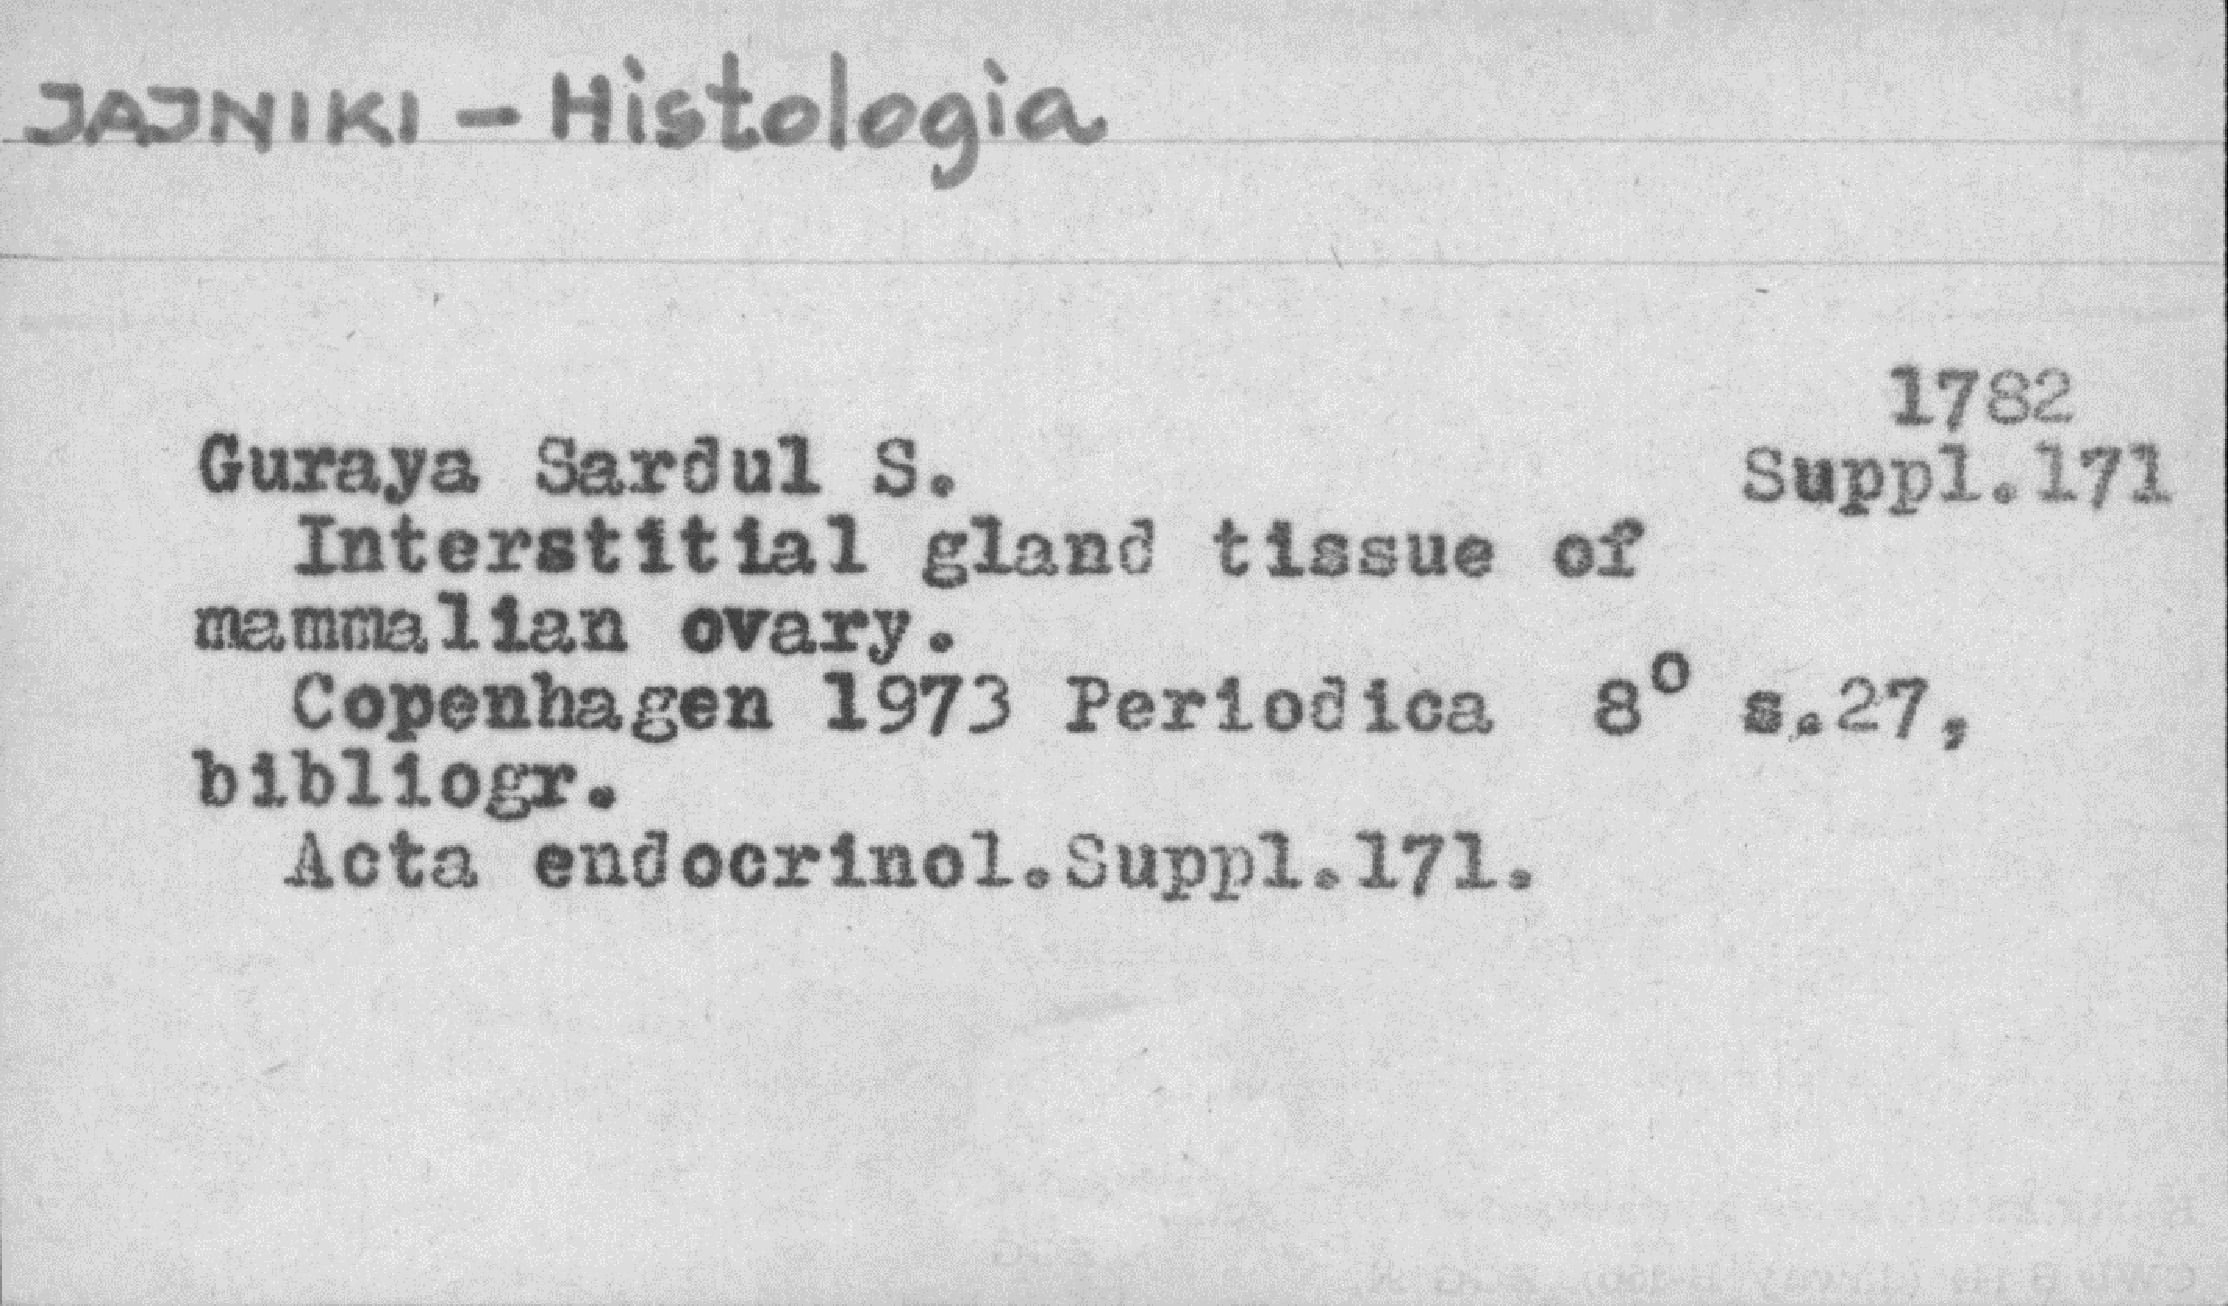 JAJNIKI - Histologia
1782
Guraya Sardul S.
Suppl.171
Interstitial gland tissue of
mammalian ovary.
Copenhagen 1973 Periodica 8° s.27,
bibliogr.
Acta endocrinol.Suppl.171.